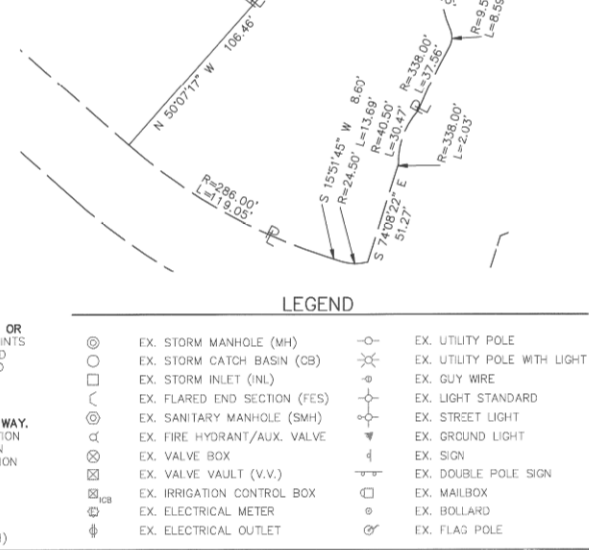 N 50°07'17" W 106.46'
R=286.00'
L=119.05'
S 15°51'45" W 8.60'
R=24.50' L=13.69'
R=40.50'
L=30.47'
R=338.00'
L=37.56'
R=338.00'
L=2.03'
S 74°08'22" E
51.27'
L=8.59
LEGEND
OR
WAY.
EX. STORM MANHOLE (MH)
EX. STORM CATCH BASIN (CB)
EX. STORM INLET (INL)
EX. FLARED END SECTION (FES)
EX. SANITARY MANHOLE (SMH)
EX. FIRE HYDRANT/AUX. VALVE
EX. VALVE BOX
EX. VALVE VAULT (V.V.)
ICB EX. IRRIGATION CONTROL BOX
EX. ELECTRICAL METER
EX. ELECTRICAL OUTLET
EX. UTILITY POLE
EX. UTILITY POLE WITH LIGHT
EX. GUY WIRE
EX. LIGHT STANDARD
EX. STREET LIGHT
EX. GROUND LIGHT
EX. SIGN
EX. DOUBLE POLE SIGN
EX. MAILBOX
EX. BOLLARD
EX. FLAG POLE